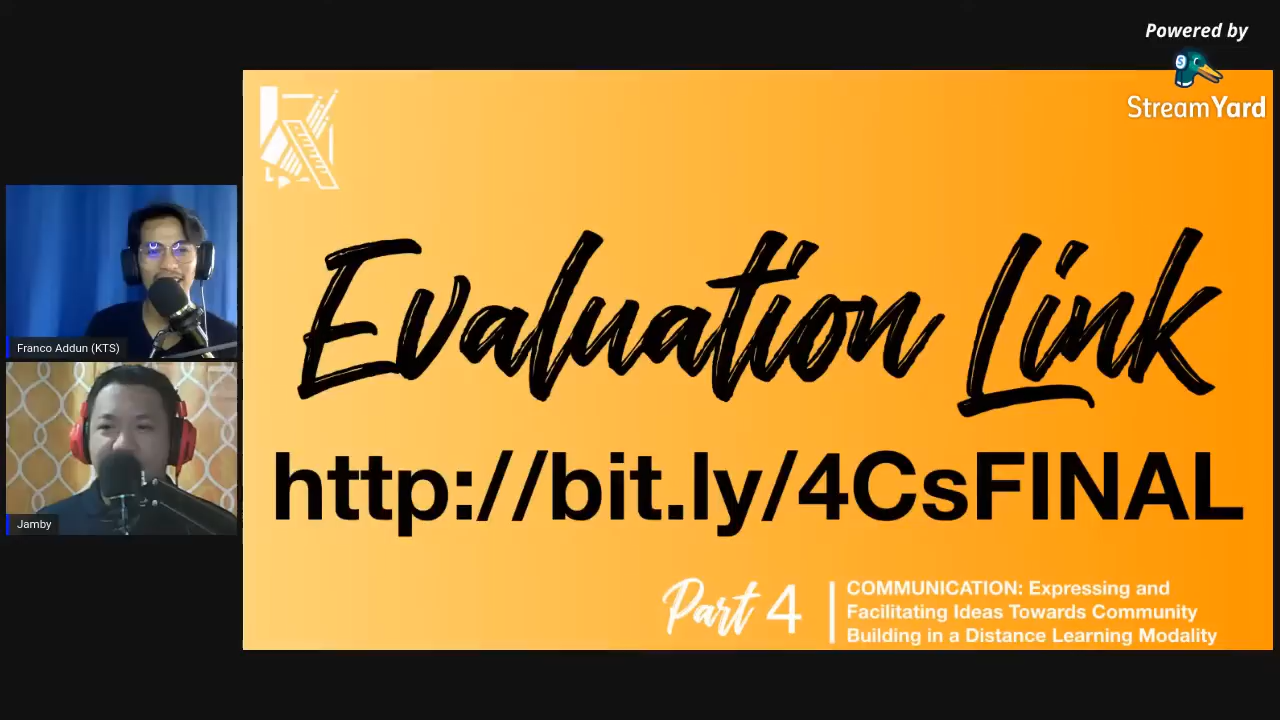 Powered by
StreamYard
Evaluation Link
http://bit.ly/4CsFINAL
Franco Addun (KTS)
Jamby
Part 4
COMMUNICATION: Expressing and
Facilitating Ideas Towards Community
Building in a Distance Learning Modality